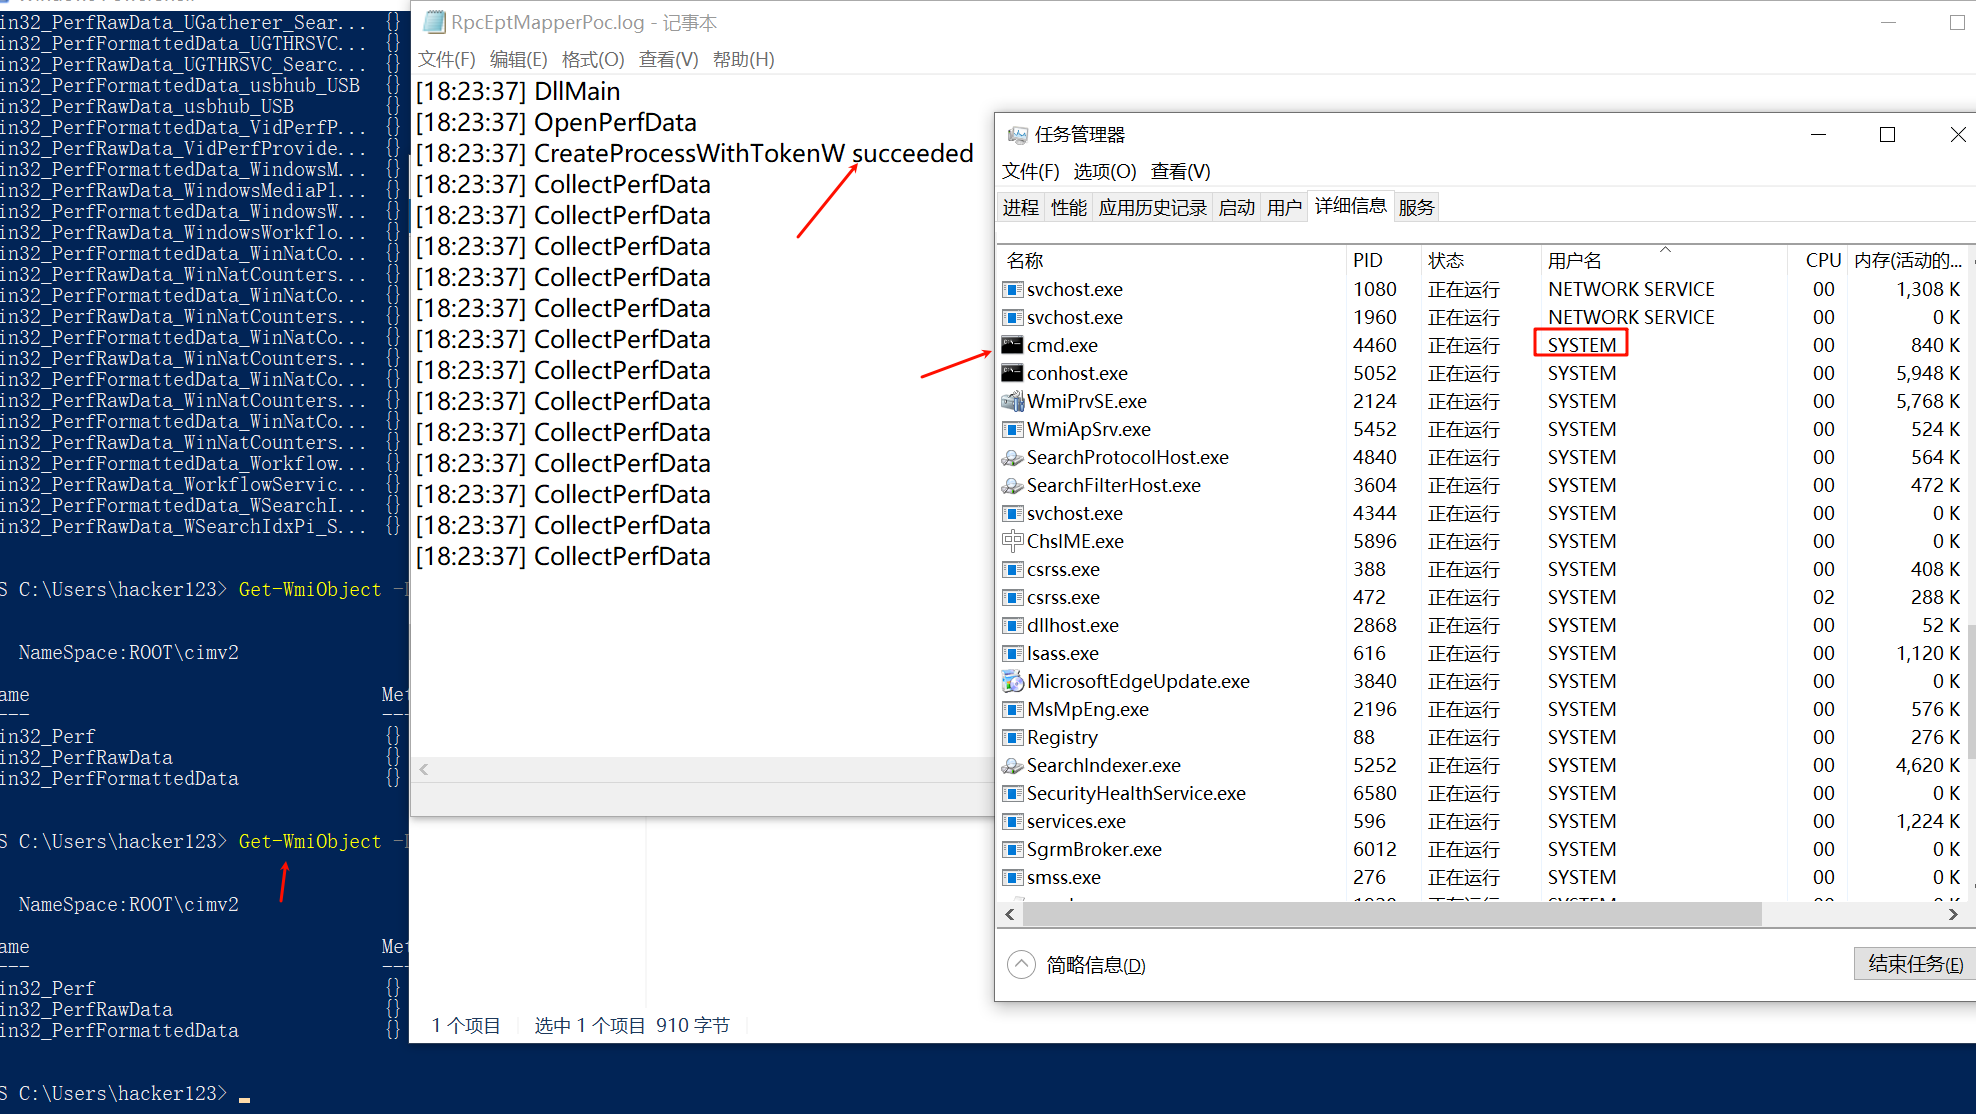 in32_PerfRawData_UGatherer_Sear... {}
in32_PerfFormattedData_UGTHRSVC... {}
in32_PerfRawData_UGTHRSVC_Searc... {}
in32_PerfFormattedData_usbhub_USB {}
in32_PerfRawData_usbhub_USB {}
in32_PerfFormattedData_VidPerfP... {}
in32_PerfRawData_VidPerfProvide... {}
in32_PerfFormattedData_WindowsM... {}
in32_PerfRawData_WindowsMediaPl... {}
in32_PerfFormattedData_WindowsW... {}
in32_PerfRawData_WindowsWorkflo... {}
in32_PerfFormattedData_WinNatCo... {}
in32_PerfRawData_WinNatCounters... {}
in32_PerfFormattedData_WinNatCo... {}
in32_PerfRawData_WinNatCounters... {}
in32_PerfFormattedData_WinNatCo... {}
in32_PerfRawData_WinNatCounters... {}
in32_PerfFormattedData_WinNatCo... {}
in32_PerfRawData_WinNatCounters... {}
in32_PerfFormattedData_WinNatCo... {}
in32_PerfRawData_WinNatCounters... {}
in32_PerfFormattedData_Workflow... {}
in32_PerfRawData_WorkflowServic... {}
in32_PerfFormattedData_WSearchI... {}
in32_PerfRawData_WSearchIdxPi_S... {}
S C:\Users\hacker123> Get-WmiObject -
NameSpace:ROOT\cimv2
ame Met
--- ---
in32_Perf {}
in32_PerfRawData {}
in32_PerfFormattedData {}
S C:\Users\hacker123> Get-WmiObject -
NameSpace:ROOT\cimv2
ame Met
--- ---
in32_Perf {}
in32_PerfRawData {}
in32_PerfFormattedData {}
S C:\Users\hacker123>
RpcEptMapperPoc.log - 记事本
文件(F) 编辑(E) 格式(O) 查看(V) 帮助(H)
[18:23:37] DllMain
[18:23:37] OpenPerfData
[18:23:37] CreateProcessWithTokenW succeeded
[18:23:37] CollectPerfData
[18:23:37] CollectPerfData
[18:23:37] CollectPerfData
[18:23:37] CollectPerfData
[18:23:37] CollectPerfData
[18:23:37] CollectPerfData
[18:23:37] CollectPerfData
[18:23:37] CollectPerfData
[18:23:37] CollectPerfData
[18:23:37] CollectPerfData
[18:23:37] CollectPerfData
[18:23:37] CollectPerfData
[18:23:37] CollectPerfData
1 个项目 选中 1 个项目 910 字节
任务管理器
文件(F) 选项(O) 查看(V)
进程 性能 应用历史记录 启动 用户 详细信息 服务
名称 PID 状态 用户名 CPU 内存(活动的...
svchost.exe 1080 正在运行 NETWORK SERVICE 00 1,308 K
svchost.exe 1960 正在运行 NETWORK SERVICE 00 0 K
cmd.exe 4460 正在运行 SYSTEM 00 840 K
conhost.exe 5052 正在运行 SYSTEM 00 5,948 K
WmiPrvSE.exe 2124 正在运行 SYSTEM 00 5,768 K
WmiApSrv.exe 5452 正在运行 SYSTEM 00 524 K
SearchProtocolHost.exe 4840 正在运行 SYSTEM 00 564 K
SearchFilterHost.exe 3604 正在运行 SYSTEM 00 472 K
svchost.exe 4344 正在运行 SYSTEM 00 0 K
ChsIME.exe 5896 正在运行 SYSTEM 00 0 K
csrss.exe 388 正在运行 SYSTEM 00 408 K
csrss.exe 472 正在运行 SYSTEM 02 288 K
dllhost.exe 2868 正在运行 SYSTEM 00 52 K
lsass.exe 616 正在运行 SYSTEM 00 1,120 K
MicrosoftEdgeUpdate.exe 3840 正在运行 SYSTEM 00 0 K
MsMpEng.exe 2196 正在运行 SYSTEM 00 576 K
Registry 88 正在运行 SYSTEM 00 276 K
SearchIndexer.exe 5252 正在运行 SYSTEM 00 4,620 K
SecurityHealthService.exe 6580 正在运行 SYSTEM 00 0 K
services.exe 596 正在运行 SYSTEM 00 1,224 K
SgrmBroker.exe 6012 正在运行 SYSTEM 00 0 K
smss.exe 276 正在运行 SYSTEM 00 0 K
简略信息(D)
结束任务(E)